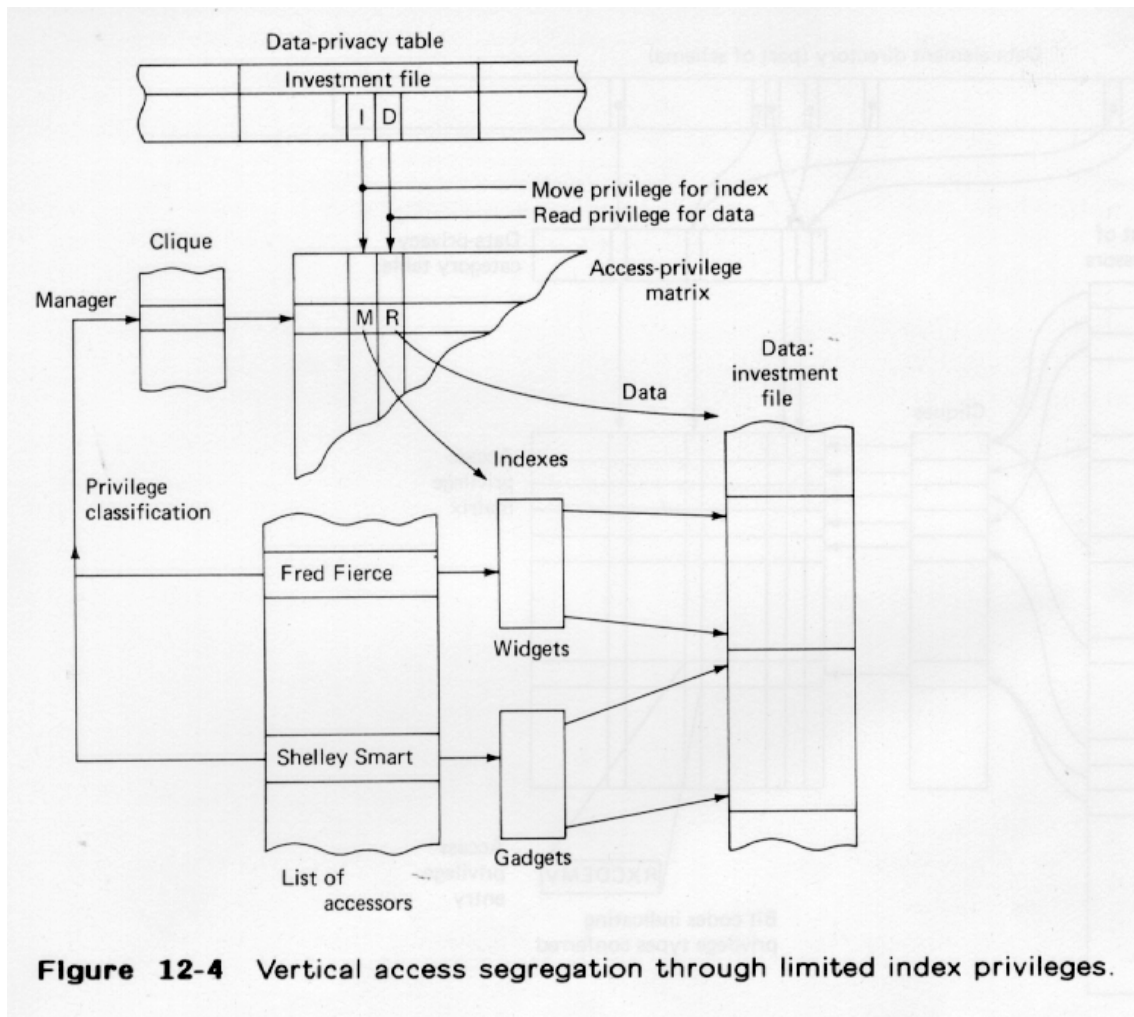 Data-privacy table
Investment file
I D
Move privilege for index
Read privilege for data
Clique
Access-privilege
matrix
Manager
M R
Data:
investment
file
Data
Indexes
Privilege
classification
Fred Fierce
Widgets
Shelley Smart
Gadgets
List of
accessors
Figure 12-4 Vertical access segregation through limited index privileges.